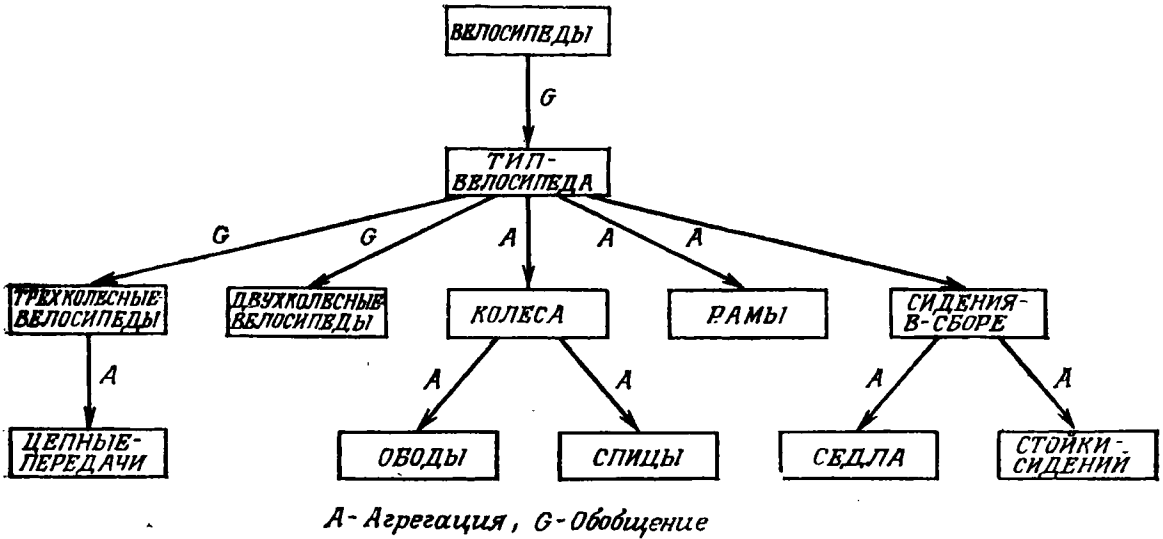 ВЕЛОСИПЕДЫ
G
ТИП-
ВЕЛОСИПЕДА
G
G
A
A
A
ТРЕХКОЛЕСНЫЕ-
ВЕЛОСИПЕДЫ
ДВУХКОЛЕСНЫЕ-
ВЕЛОСИПЕДЫ
КОЛЕСА
РАМЫ
СИДЕНИЯ-
В-СБОРЕ
A
A
A
A
A
ЦЕПНЫЕ-
ПЕРЕДАЧИ
ОБОДЫ
СПИЦЫ
СЕДЛА
СТОЙКИ-
СИДЕНИЙ
A- Агрегация, G-Обобщение